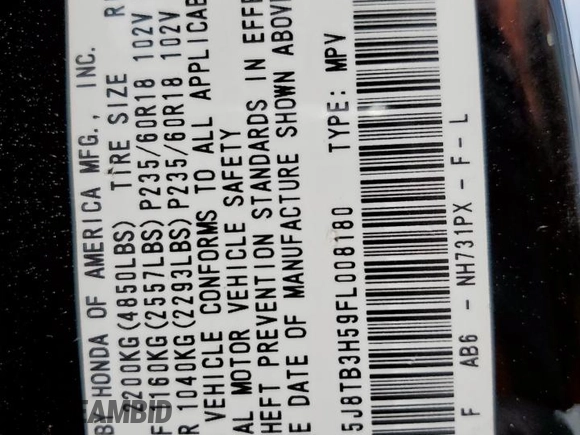 HONDA OF AMERICA MFG., INC.
2200KG(4850LBS) TIRE SIZE R
1160KG(2557LBS) P235/60R18 102V
1040KG(2293LBS) P235/60R18 102V
VEHICLE CONFORMS TO ALL APPLICAB
AL MOTOR VEHICLE SAFETY
HEFT PREVENTION STANDARDS IN EFFE
E DATE OF MANUFACTURE SHOWN ABOVE
5J8TB3H59FL008180 TYPE: MPV
F AB6 - NH731PX - F - L